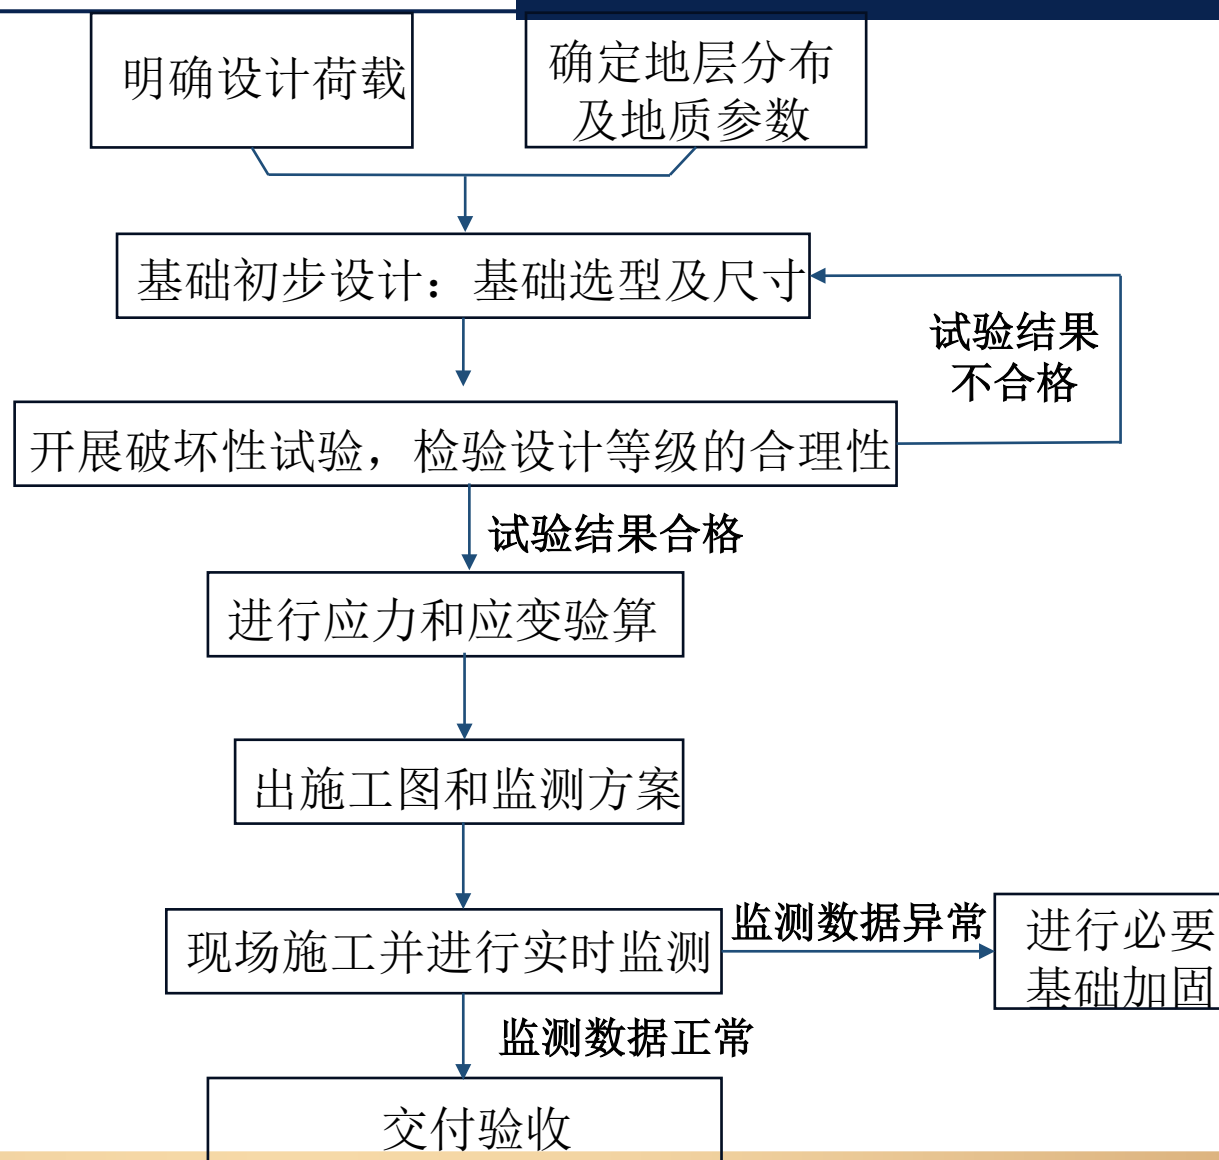 明确设计荷载
确定地层分布
及地质参数
基础初步设计：基础选型及尺寸
试验结果
不合格
开展破坏性试验，检验设计等级的合理性
试验结果合格
进行应力和应变验算
出施工图和监测方案
现场施工并进行实时监测
监测数据异常
进行必要
基础加固
监测数据正常
交付验收